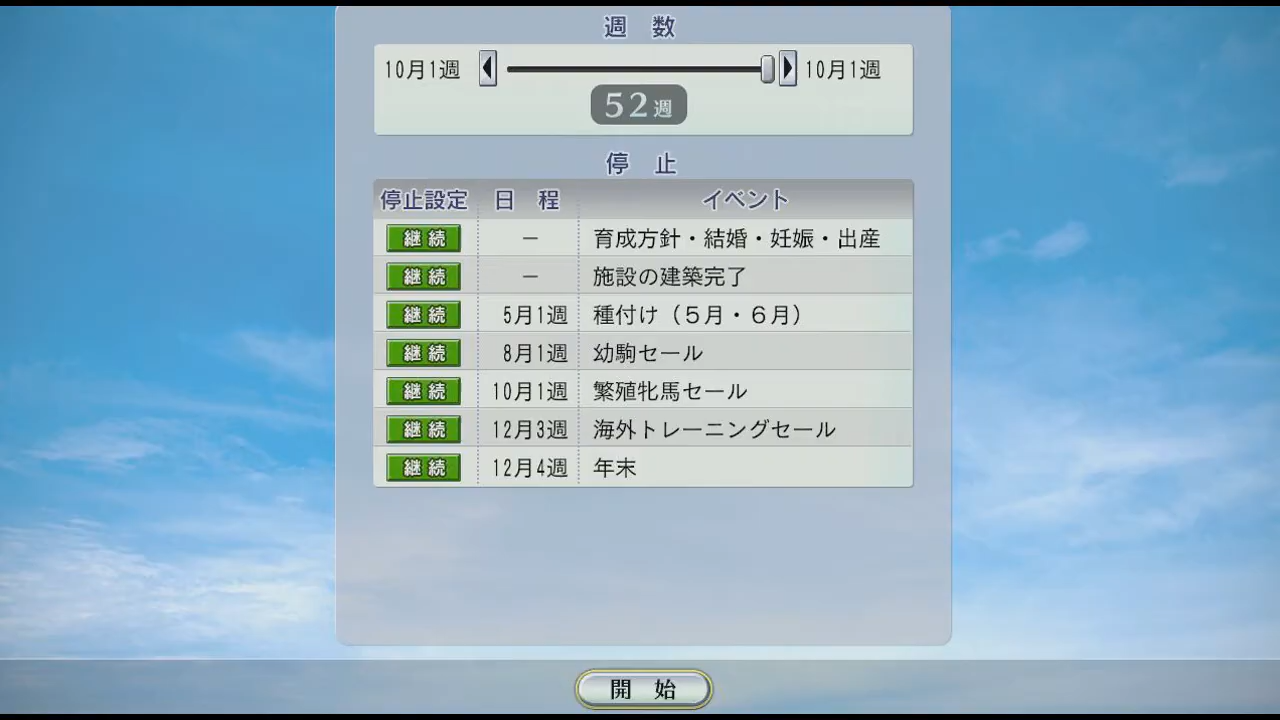 週 数
10月1週 10月1週
52週
停 止
停止設定 日 程 イベント
継続 － 育成方針・結婚・妊娠・出産
継続 － 施設の建築完了
継続 5月1週 種付け（５月・６月）
継続 8月1週 幼駒セール
継続 10月1週 繁殖牝馬セール
継続 12月3週 海外トレーニングセール
継続 12月4週 年末
開 始